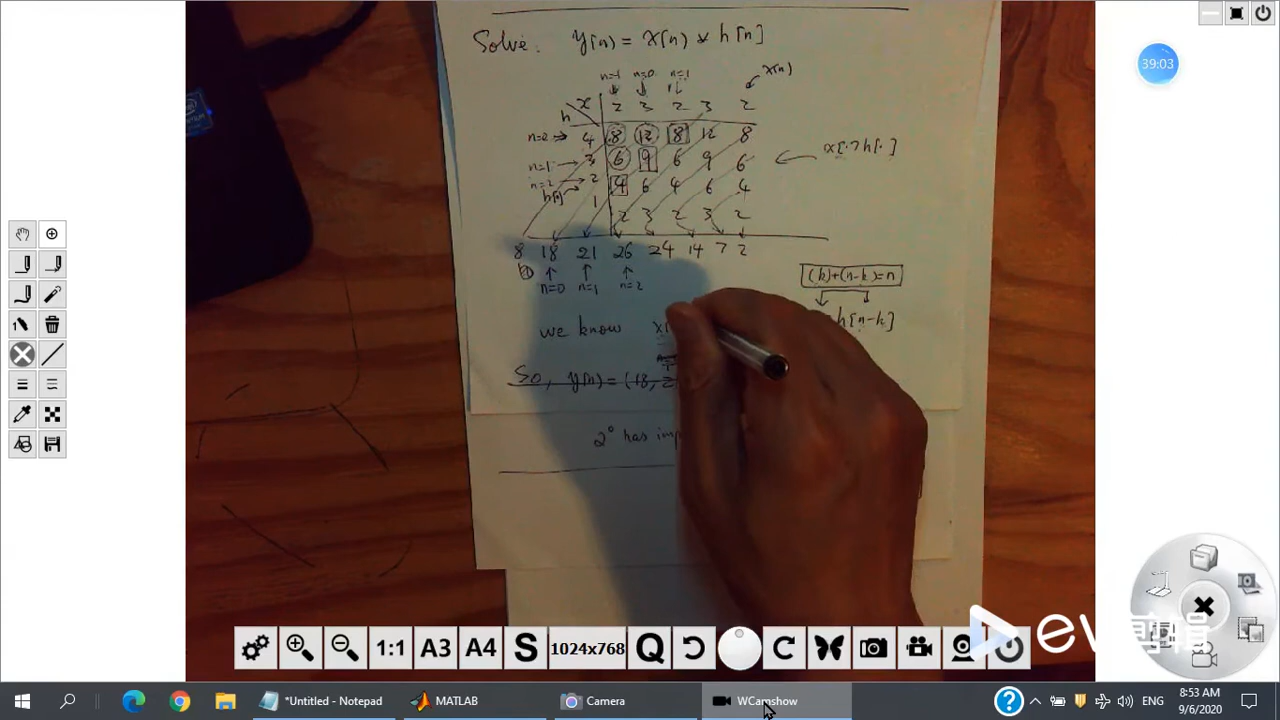 39:03
Solve: y[n] = x[n] * h[n]
n=-1 n=0 n=1 x[n]
x 2 3 2 3 2
h
n=0 4 8 12 8 12 8
n=1 3 6 9 6 9 6 x[.] h[.]
n=2 2 4 6 4 6 4
h[n] 1 2 3 2 3 2
8 18 21 26 24 14 7 2
n=0 n=1 n=2
(k)+(n-k)=n
h[n-k]
we know
So, y[n] = (18, 2
2° has imp
1:1 A3 A4 S 1024x768 Q
*Untitled - Notepad MATLAB Camera WCamshow ENG 8:53 AM
9/6/2020